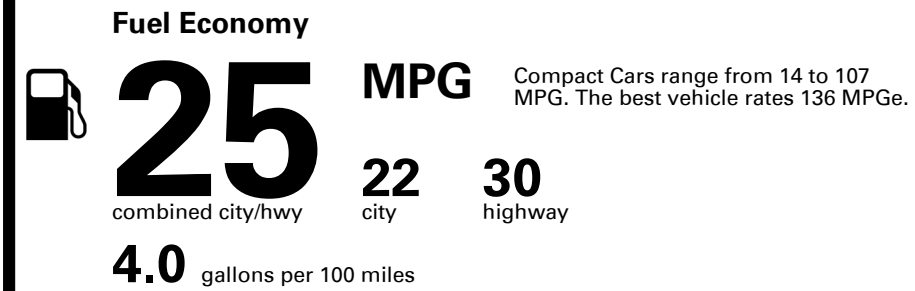 Fuel Economy
25 MPG
Compact Cars range from 14 to 107
MPG. The best vehicle rates 136 MPGe.
22 30
combined city/hwy city highway
4.0 gallons per 100 miles